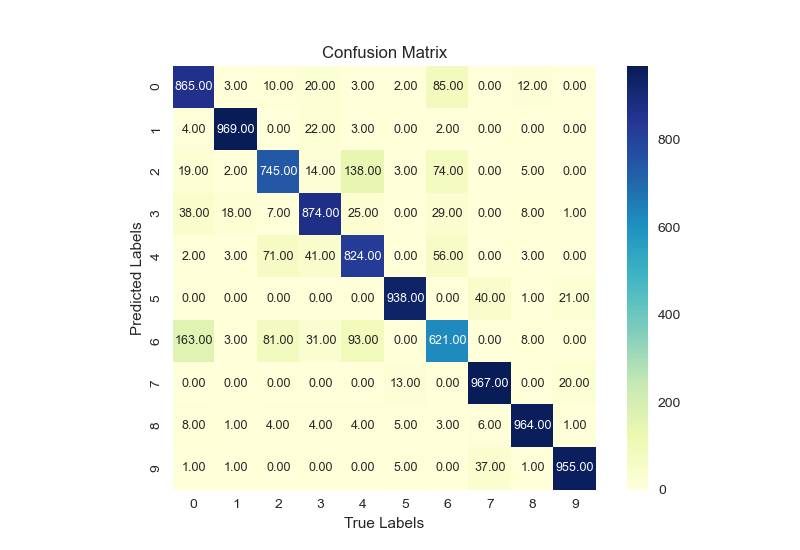 Confusion Matrix
Predicted Labels
0 865.00 3.00 10.00 20.00 3.00 2.00 85.00 0.00 12.00 0.00
1 4.00 969.00 0.00 22.00 3.00 0.00 2.00 0.00 0.00 0.00
2 19.00 2.00 745.00 14.00 138.00 3.00 74.00 0.00 5.00 0.00
3 38.00 18.00 7.00 874.00 25.00 0.00 29.00 0.00 8.00 1.00
4 2.00 3.00 71.00 41.00 824.00 0.00 56.00 0.00 3.00 0.00
5 0.00 0.00 0.00 0.00 0.00 938.00 0.00 40.00 1.00 21.00
6 163.00 3.00 81.00 31.00 93.00 0.00 621.00 0.00 8.00 0.00
7 0.00 0.00 0.00 0.00 0.00 13.00 0.00 967.00 0.00 20.00
8 8.00 1.00 4.00 4.00 4.00 5.00 3.00 6.00 964.00 1.00
9 1.00 1.00 0.00 0.00 0.00 5.00 0.00 37.00 1.00 955.00
0 1 2 3 4 5 6 7 8 9
True Labels
800
600
400
200
0